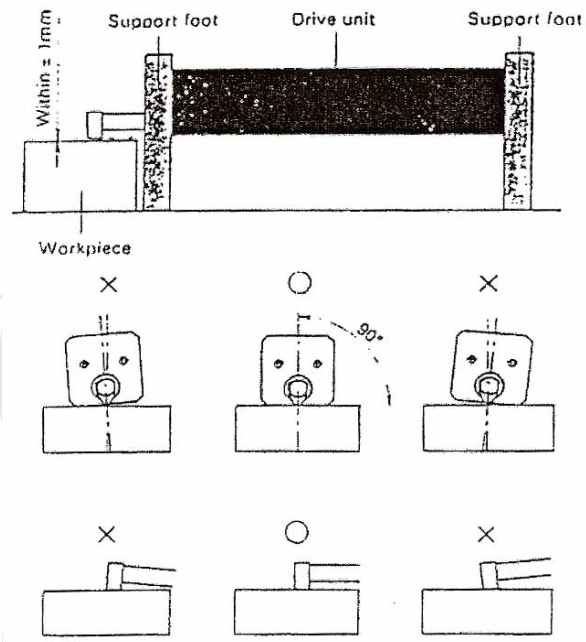 Support foot
Drive unit
Support foot
Within ± 1mm
Workpiece
× ○ ×
90°
× ○ ×